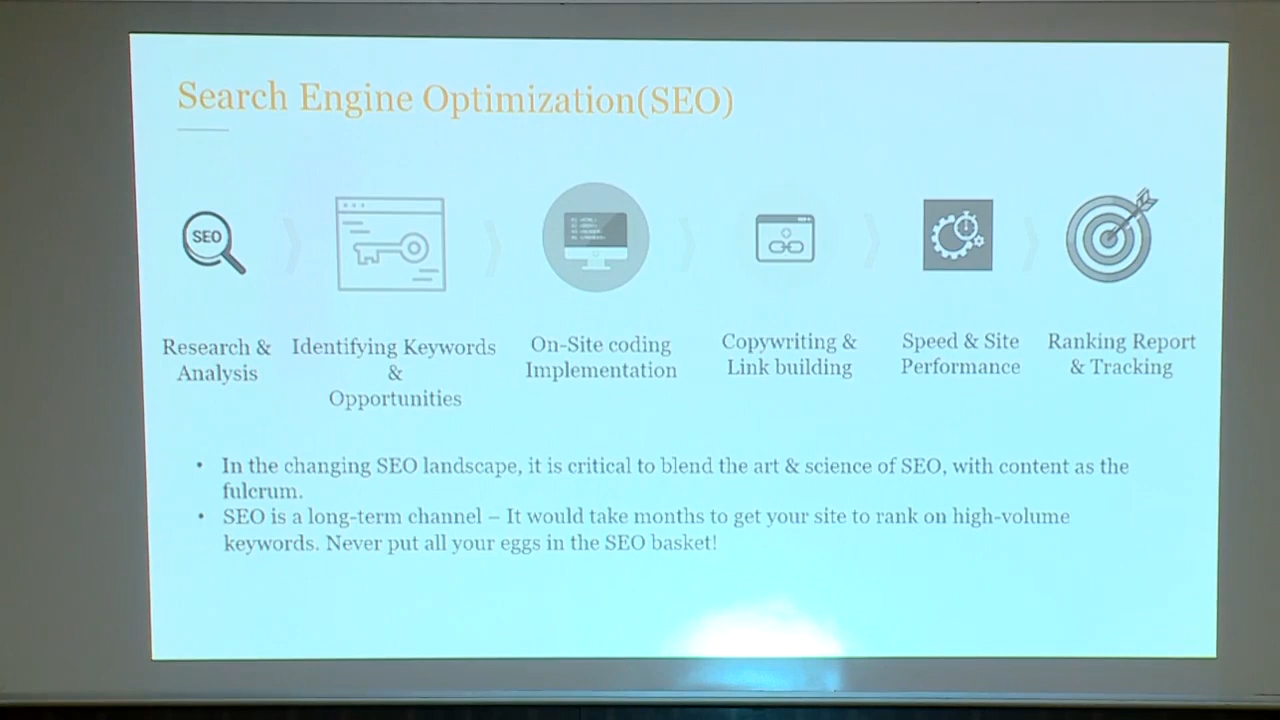 Search Engine Optimization(SEO)
SEO
Research &
Analysis
Identifying Keywords
&
Opportunities
On-Site coding
Implementation
Copywriting &
Link building
Speed & Site
Performance
Ranking Report
& Tracking
• In the changing SEO landscape, it is critical to blend the art & science of SEO, with content as the
fulcrum.
• SEO is a long-term channel – It would take months to get your site to rank on high-volume
keywords. Never put all your eggs in the SEO basket!